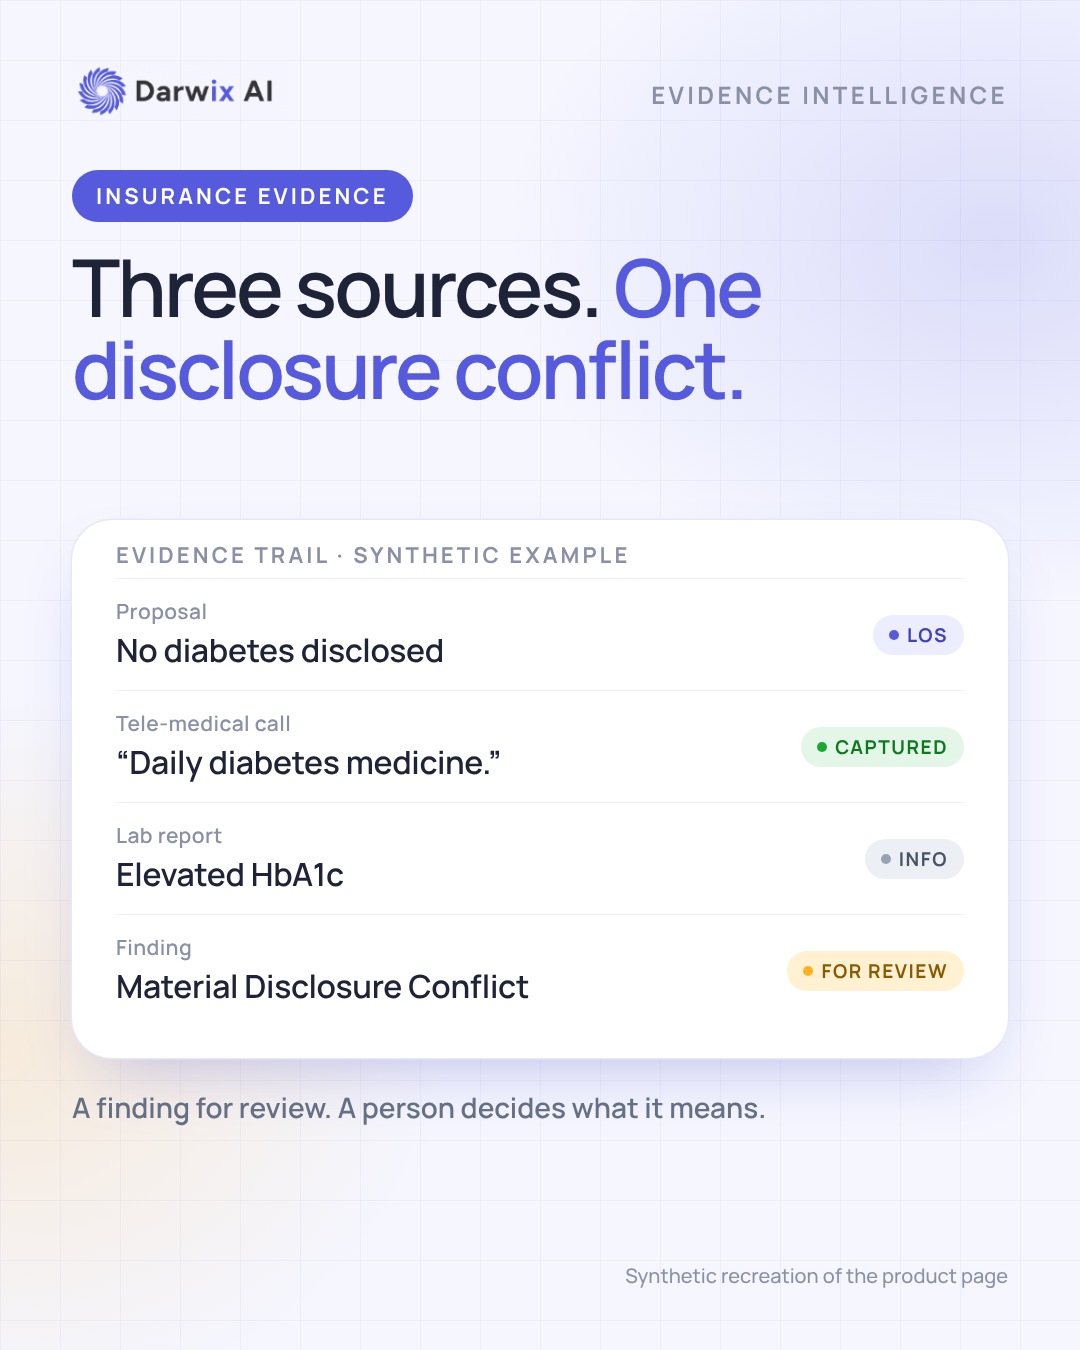 Darwix AI
EVIDENCE INTELLIGENCE
INSURANCE EVIDENCE
Three sources. One
disclosure conflict.
EVIDENCE TRAIL · SYNTHETIC EXAMPLE
Proposal
No diabetes disclosed
LOS
Tele-medical call
“Daily diabetes medicine.”
CAPTURED
Lab report
Elevated HbA1c
INFO
Finding
Material Disclosure Conflict
FOR REVIEW
A finding for review. A person decides what it means.
Synthetic recreation of the product page